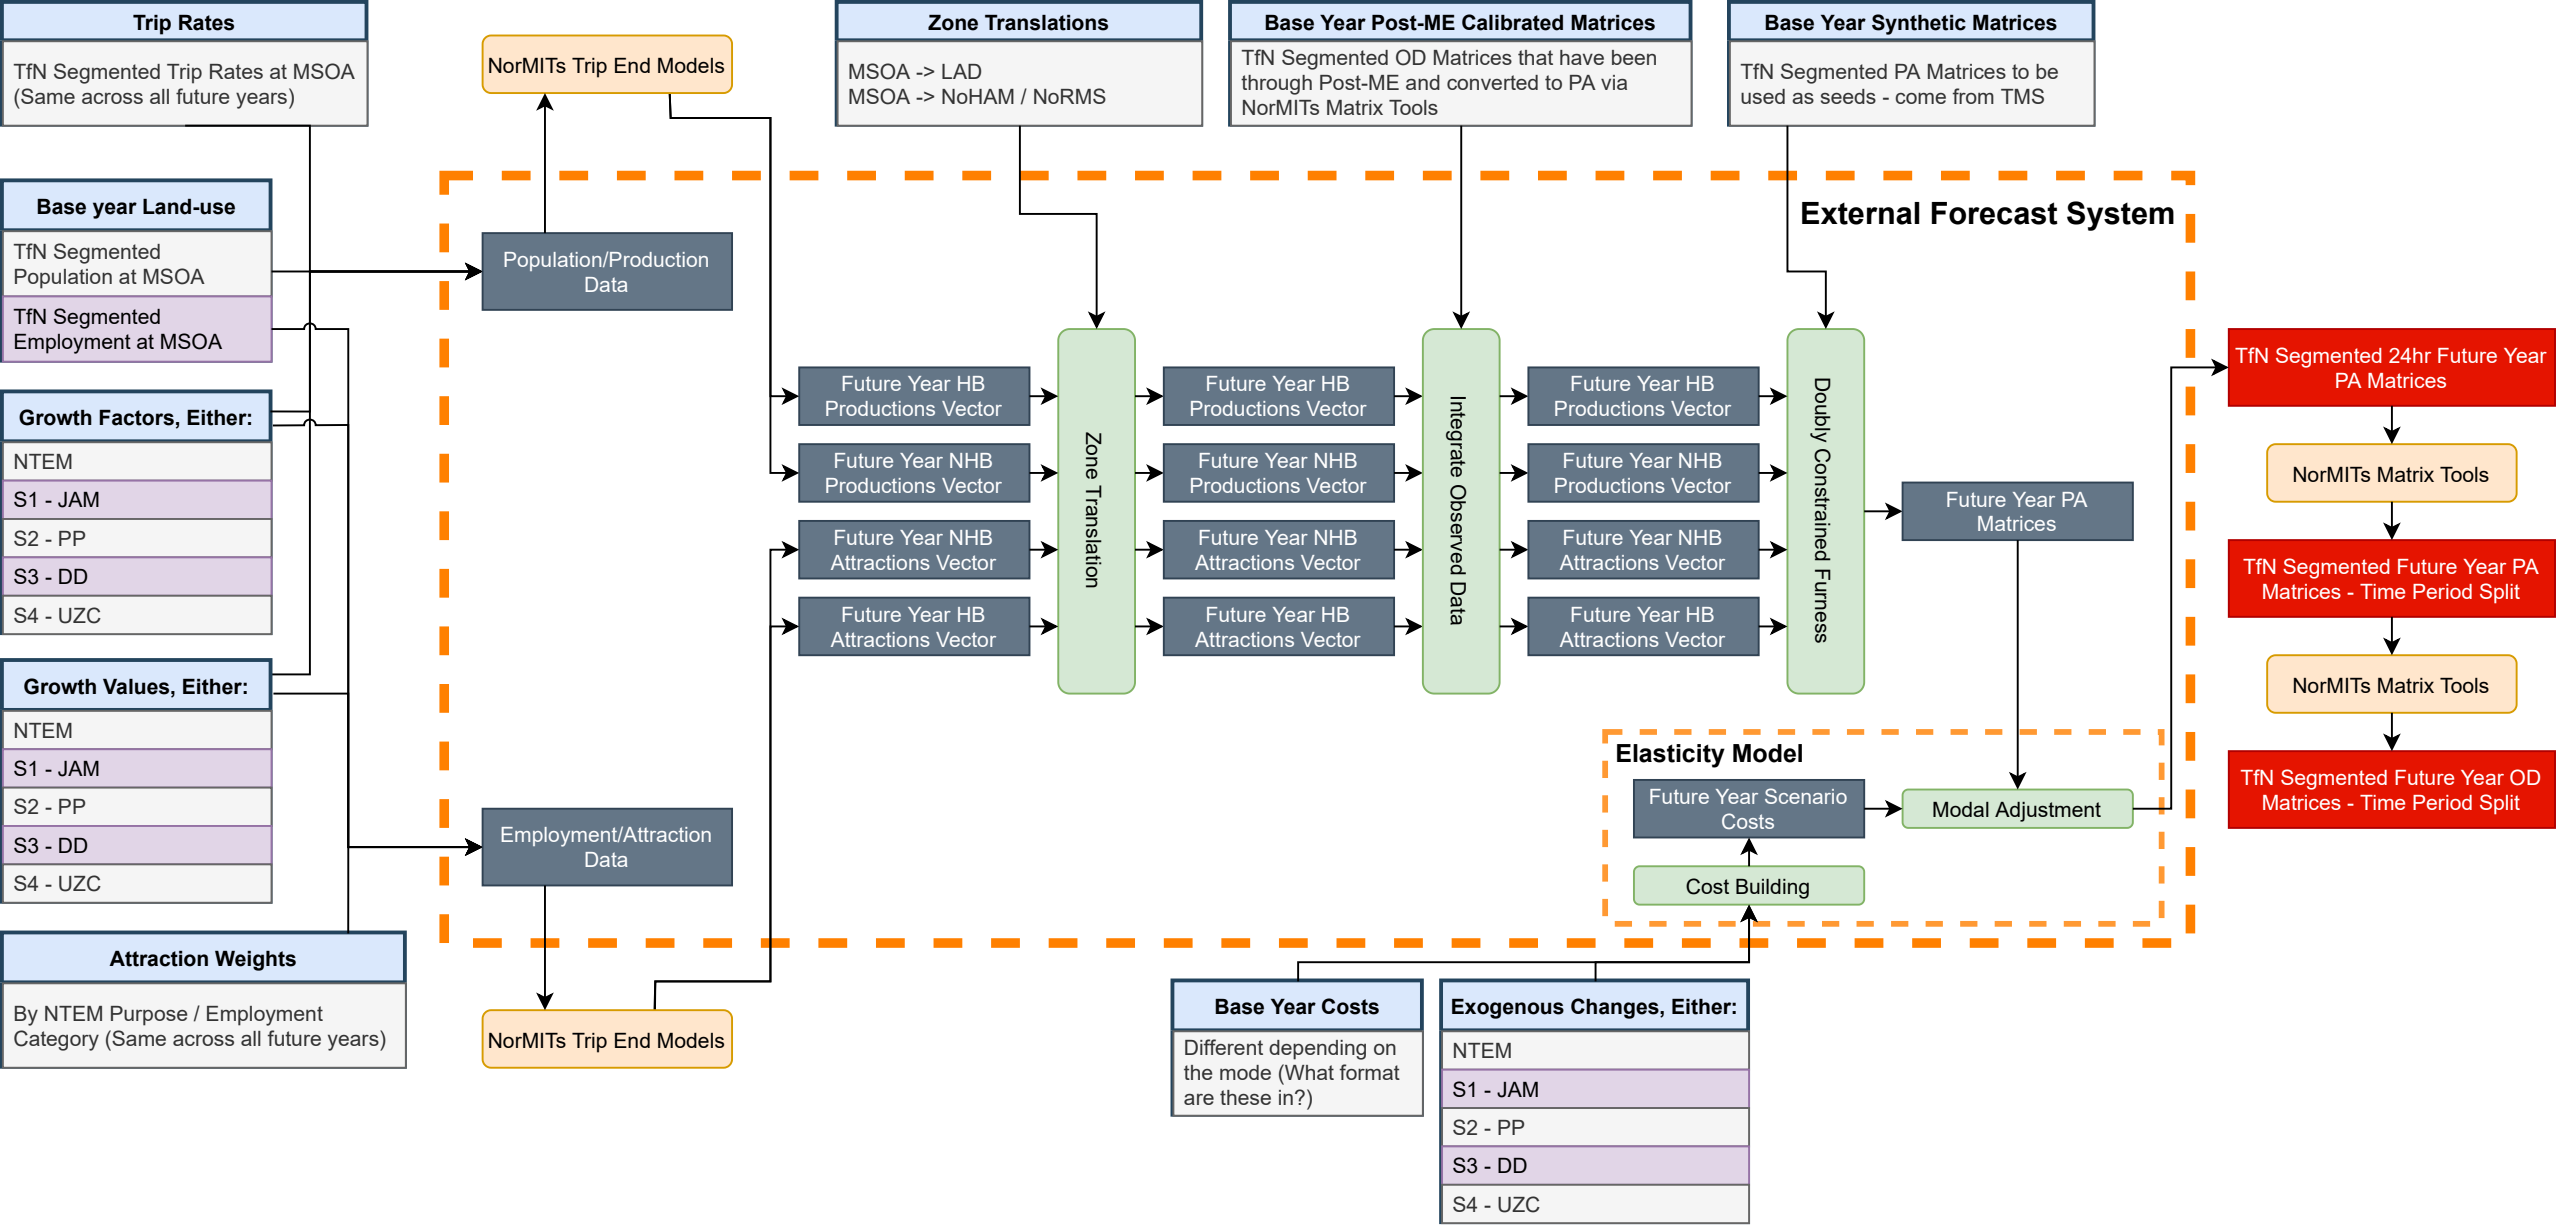 Trip Rates
TfN Segmented Trip Rates at MSOA
(Same across all future years)
Base year Land-use
TfN Segmented
Population at MSOA
TfN Segmented
Employment at MSOA
Growth Factors, Either:
NTEM
S1 - JAM
S2 - PP
S3 - DD
S4 - UZC
Growth Values, Either:
NTEM
S1 - JAM
S2 - PP
S3 - DD
S4 - UZC
Attraction Weights
By NTEM Purpose / Employment
Category (Same across all future years)
NorMITs Trip End Models
Population/Production
Data
Employment/Attraction
Data
NorMITs Trip End Models
Zone Translations
MSOA -> LAD
MSOA -> NoHAM / NoRMS
Base Year Post-ME Calibrated Matrices
TfN Segmented OD Matrices that have been
through Post-ME and converted to PA via
NorMITs Matrix Tools
Base Year Synthetic Matrices
TfN Segmented PA Matrices to be
used as seeds - come from TMS
External Forecast System
Future Year HB
Productions Vector
Future Year NHB
Productions Vector
Future Year NHB
Attractions Vector
Future Year HB
Attractions Vector
Zone Translation
Future Year HB
Productions Vector
Future Year NHB
Productions Vector
Future Year NHB
Attractions Vector
Future Year HB
Attractions Vector
Integrate Observed Data
Future Year HB
Productions Vector
Future Year NHB
Productions Vector
Future Year NHB
Attractions Vector
Future Year HB
Attractions Vector
Doubly Constrained Furness
Future Year PA
Matrices
Elasticity Model
Future Year Scenario
Costs
Modal Adjustment
Cost Building
Base Year Costs
Different depending on
the mode (What format
are these in?)
Exogenous Changes, Either:
NTEM
S1 - JAM
S2 - PP
S3 - DD
S4 - UZC
TfN Segmented 24hr Future Year
PA Matrices
NorMITs Matrix Tools
TfN Segmented Future Year PA
Matrices - Time Period Split
NorMITs Matrix Tools
TfN Segmented Future Year OD
Matrices - Time Period Split